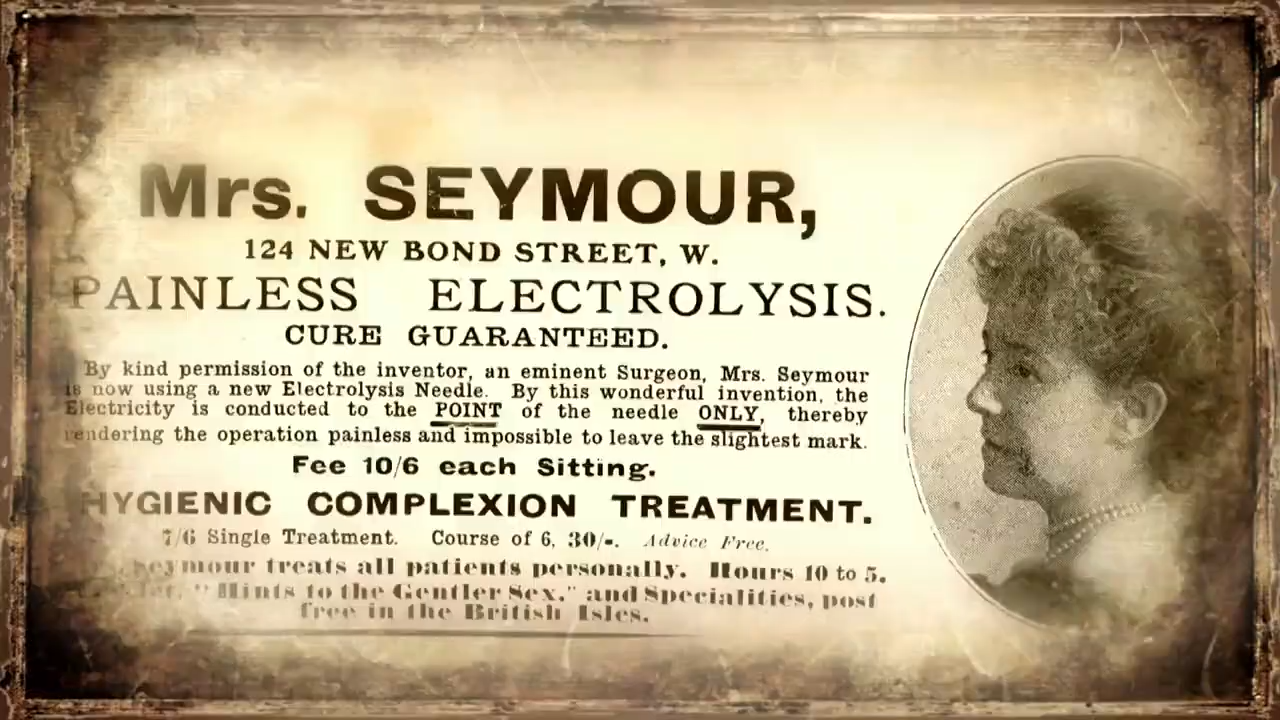 Mrs. SEYMOUR,
124 NEW BOND STREET, W.
PAINLESS ELECTROLYSIS.
CURE GUARANTEED.
By kind permission of the inventor, an eminent Surgeon, Mrs. Seymour
is now using a new Electrolysis Needle. By this wonderful invention, the
Electricity is conducted to the POINT of the needle ONLY, thereby
rendering the operation painless and impossible to leave the slightest mark.
Fee 10/6 each Sitting.
HYGIENIC COMPLEXION TREATMENT.
7/6 Single Treatment. Course of 6, 30/-. Advice Free.
Seymour treats all patients personally. Hours 10 to 5.
"Hints to the Gentler Sex," and Specialities, post
free in the British Isles.